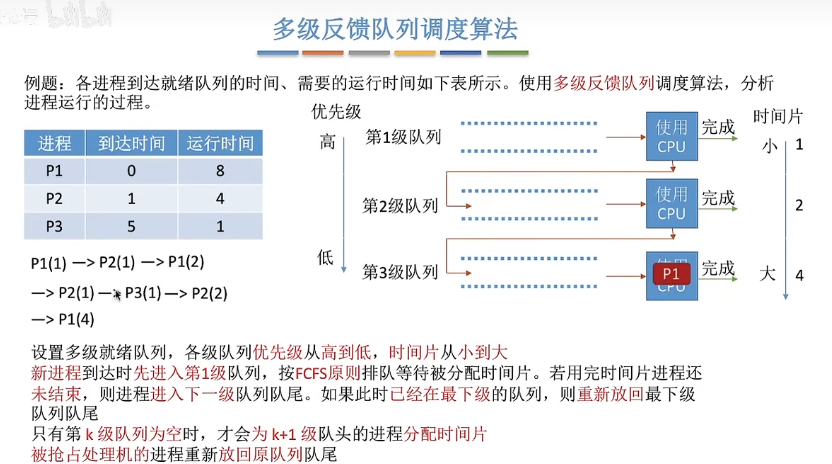 多级反馈队列调度算法
例题：各进程到达就绪队列的时间、需要的运行时间如下表所示。使用多级反馈队列调度算法，分析
进程运行的过程。
进程 到达时间 运行时间
P1 0 8
P2 1 4
P3 5 1
P1(1) —> P2(1) —> P1(2)
—> P2(1) —> P3(1) —> P2(2)
—> P1(4)
优先级
高
低
第1级队列
使用
CPU
完成
第2级队列
使用
CPU
完成
第3级队列
P1
CPU
完成
时间片
小 1
2
大 4
设置多级就绪队列，各级队列优先级从高到低，时间片从小到大
新进程到达时先进入第1级队列，按FCFS原则排队等待被分配时间片。若用完时间片进程还
未结束，则进程进入下一级队列队尾。如果此时已经在最下级的队列，则重新放回最下级
队列队尾
只有第 k 级队列为空时，才会为 k+1 级队头的进程分配时间片
被抢占处理机的进程重新放回原队列队尾